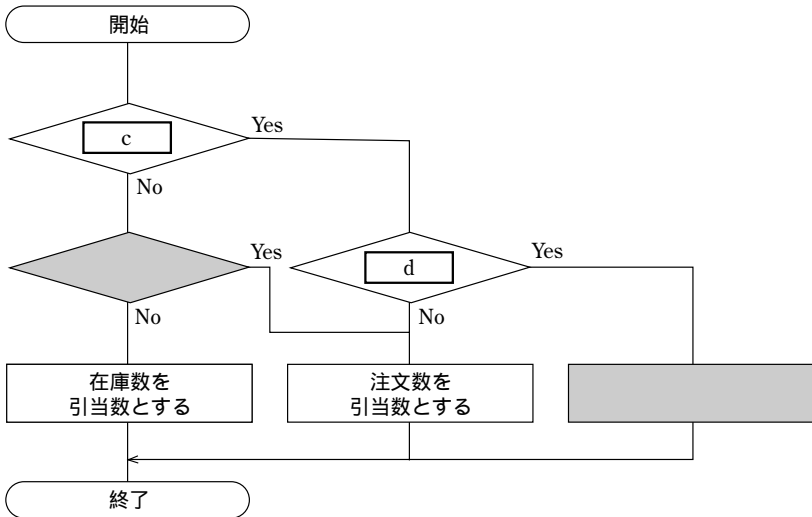 開始
c
Yes
No
Yes
d
Yes
No
No
在庫数を
引当数とする
注文数を
引当数とする
終了